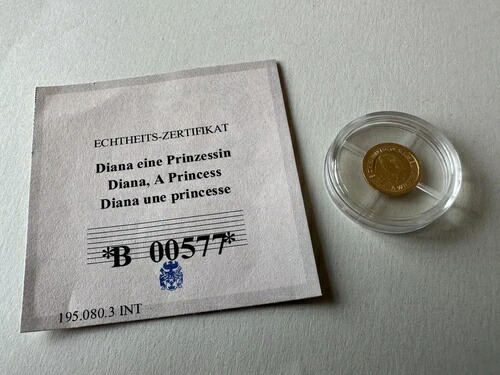 ECHTHEITS-ZERTIFIKAT
Diana eine Prinzessin
Diana, A Princess
Diana une princesse
*B 00577*
195.080.3 INT